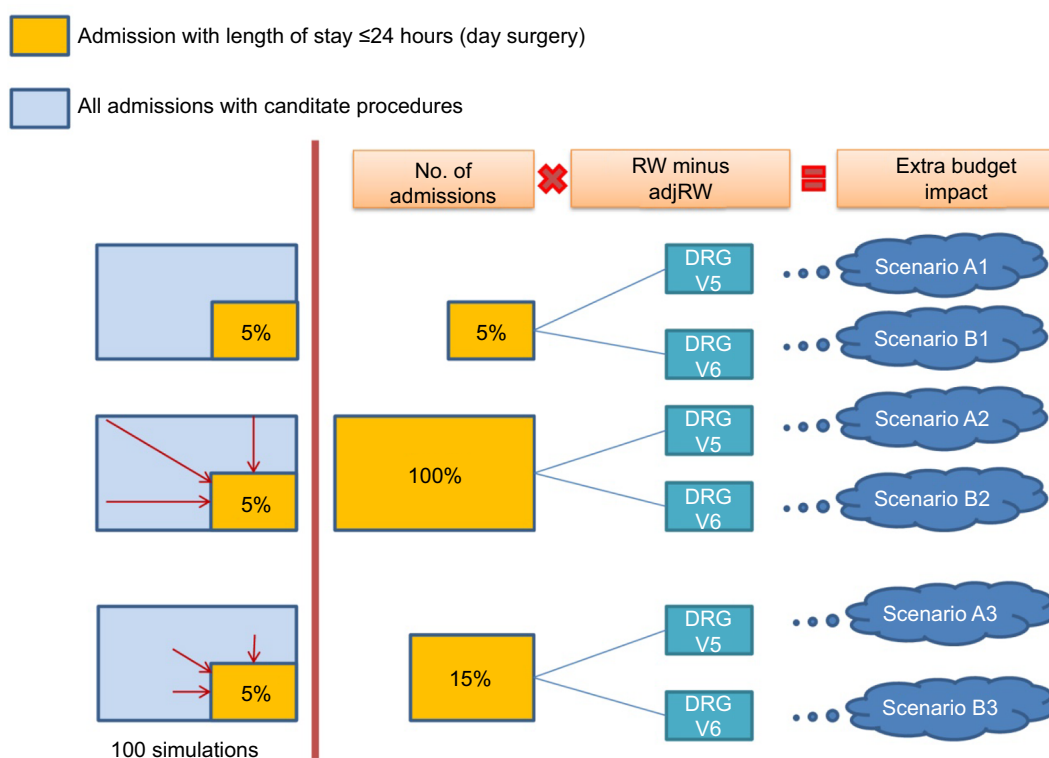 Admission with length of stay ≤24 hours (day surgery)
All admissions with canditate procedures
No. of
admissions
RW minus
adjRW
Extra budget
impact
5%
5%
DRG
V5
Scenario A1
DRG
V6
Scenario B1
5%
100%
DRG
V5
Scenario A2
DRG
V6
Scenario B2
5%
15%
DRG
V5
Scenario A3
DRG
V6
Scenario B3
100 simulations